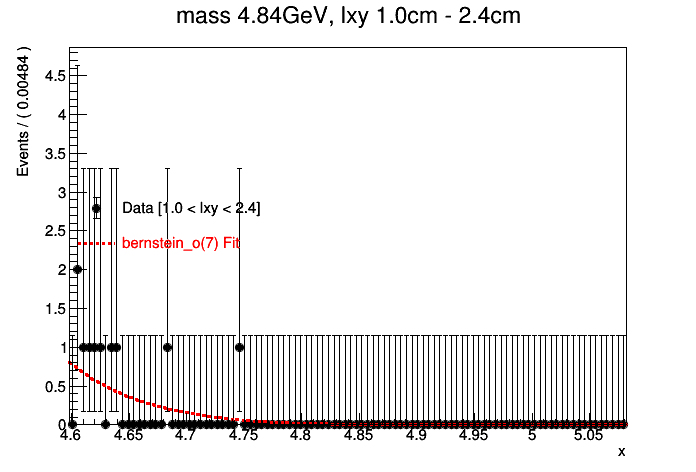 mass 4.84GeV, lxy 1.0cm - 2.4cm
Events / ( 0.00484 )
4.5
4
3.5
3
2.5
2
1.5
1
0.5
0
Data [1.0 < lxy < 2.4]
bernstein_o(7) Fit
4.6 4.65 4.7 4.75 4.8 4.85 4.9 4.95 5 5.05
x